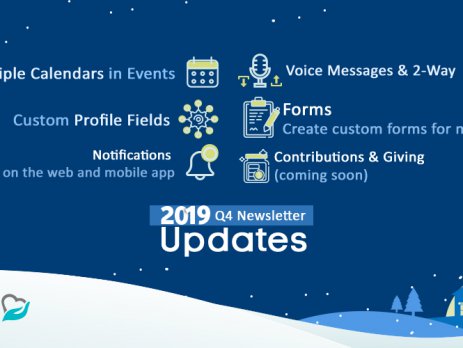 iple Calendars in Events
Voice Messages & 2-Way
Custom Profile Fields
Forms
Create custom forms for m
Notifications
on the web and mobile app
Contributions & Giving
(coming soon)
2019 Q4 Newsletter
Updates